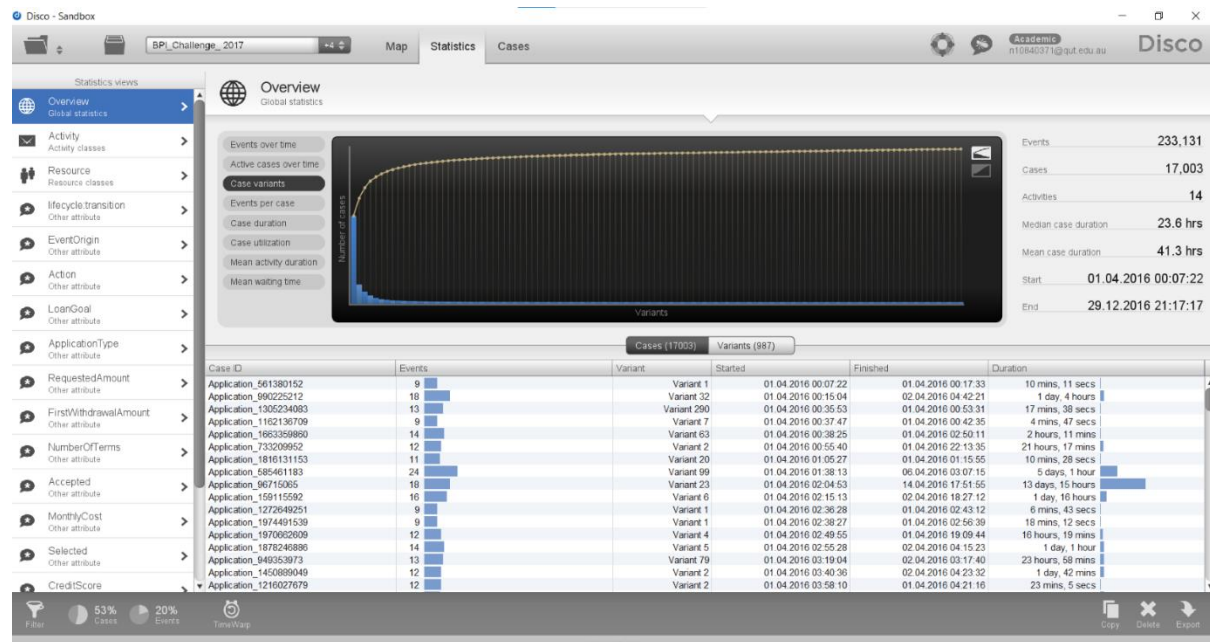 Disco - Sandbox
BPI_Challenge_ 2017 +4 Map Statistics Cases Academic n10840371@qut.edu.au Disco
Statistics views
Overview
Global statistics
Activity
Activity classes
Resource
Resource classes
lifecycle:transition
Other attribute
EventOrigin
Other attribute
Action
Other attribute
LoanGoal
Other attribute
ApplicationType
Other attribute
RequestedAmount
Other attribute
FirstWithdrawalAmount
Other attribute
NumberOfTerms
Other attribute
Accepted
Other attribute
MonthlyCost
Other attribute
Selected
Other attribute
CreditScore
Overview
Global statistics
Events over time
Active cases over time
Case variants
Events per case
Case duration
Case utilization
Mean activity duration
Mean waiting time
Number of cases
Variants
Events 233,131
Cases 17,003
Activities 14
Median case duration 23.6 hrs
Mean case duration 41.3 hrs
Start 01.04.2016 00:07:22
End 29.12.2016 21:17:17
Cases (17003) Variants (987)
Case ID Events Variant Started Finished Duration
Application_561380152 9 Variant 1 01.04.2016 00:07:22 01.04.2016 00:17:33 10 mins, 11 secs
Application_990225212 18 Variant 32 01.04.2016 00:15:04 02.04.2016 04:42:21 1 day, 4 hours
Application_1305234083 13 Variant 290 01.04.2016 00:35:53 01.04.2016 00:53:31 17 mins, 38 secs
Application_1162136709 9 Variant 7 01.04.2016 00:37:47 01.04.2016 00:42:35 4 mins, 47 secs
Application_1663359860 14 Variant 63 01.04.2016 00:38:25 01.04.2016 02:50:11 2 hours, 11 mins
Application_733209952 12 Variant 2 01.04.2016 00:55:40 01.04.2016 22:13:35 21 hours, 17 mins
Application_1816131153 11 Variant 20 01.04.2016 01:05:27 01.04.2016 01:15:55 10 mins, 28 secs
Application_585461183 24 Variant 99 01.04.2016 01:38:13 06.04.2016 03:07:15 5 days, 1 hour
Application_96715065 18 Variant 23 01.04.2016 02:04:53 14.04.2016 17:51:55 13 days, 15 hours
Application_159115592 16 Variant 6 01.04.2016 02:15:13 02.04.2016 18:27:12 1 day, 16 hours
Application_1272649251 9 Variant 1 01.04.2016 02:36:28 01.04.2016 02:43:12 6 mins, 43 secs
Application_1974491539 9 Variant 1 01.04.2016 02:38:27 01.04.2016 02:56:39 18 mins, 12 secs
Application_1970662609 12 Variant 4 01.04.2016 02:49:55 01.04.2016 19:09:44 16 hours, 19 mins
Application_1878246886 14 Variant 5 01.04.2016 02:55:28 02.04.2016 04:15:23 1 day, 1 hour
Application_949353973 13 Variant 79 01.04.2016 03:19:04 02.04.2016 03:17:40 23 hours, 58 mins
Application_1450889049 12 Variant 2 01.04.2016 03:40:36 02.04.2016 04:23:32 1 day, 42 mins
Application_1216027679 12 Variant 2 01.04.2016 03:58:10 01.04.2016 04:21:16 23 mins, 5 secs
Filter 53% Cases 20% Events TimeWarp Copy Delete Export